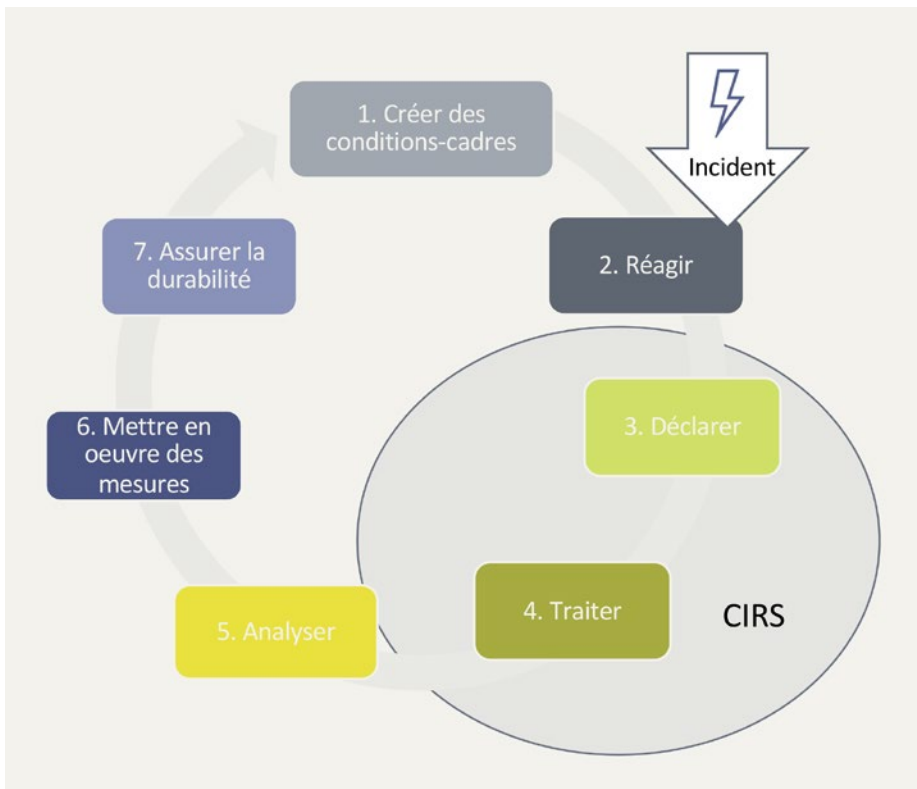 1. Créer des
conditions-cadres
Incident
2. Réagir
3. Déclarer
4. Traiter
CIRS
5. Analyser
6. Mettre en
oeuvre des
mesures
7. Assurer la
durabilité